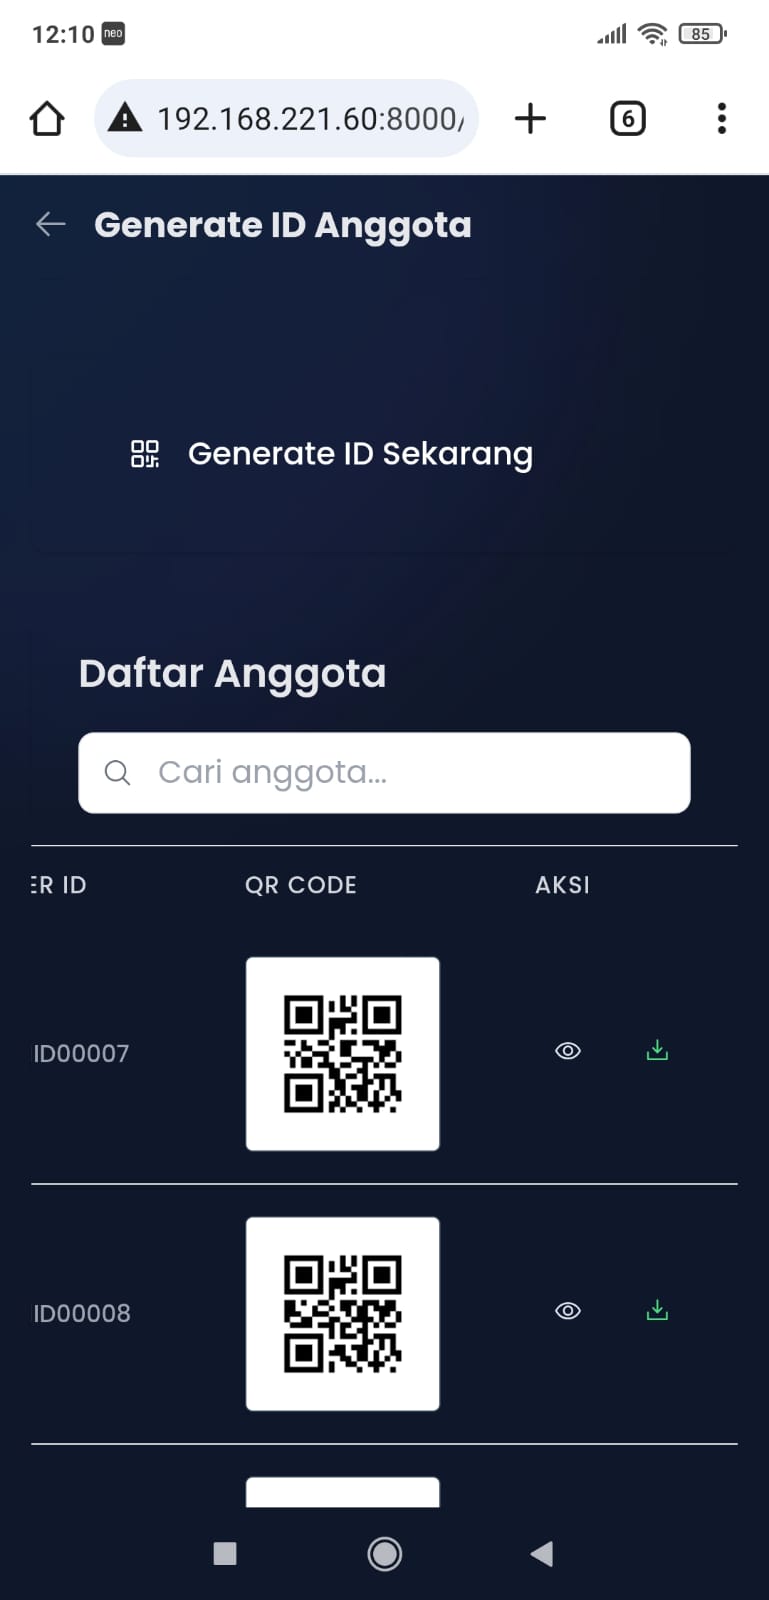 12:10 neo 85
192.168.221.60:8000/ 6
Generate ID Anggota
Generate ID Sekarang
Daftar Anggota
Cari anggota...
ER ID QR CODE AKSI
ID00007
ID00008